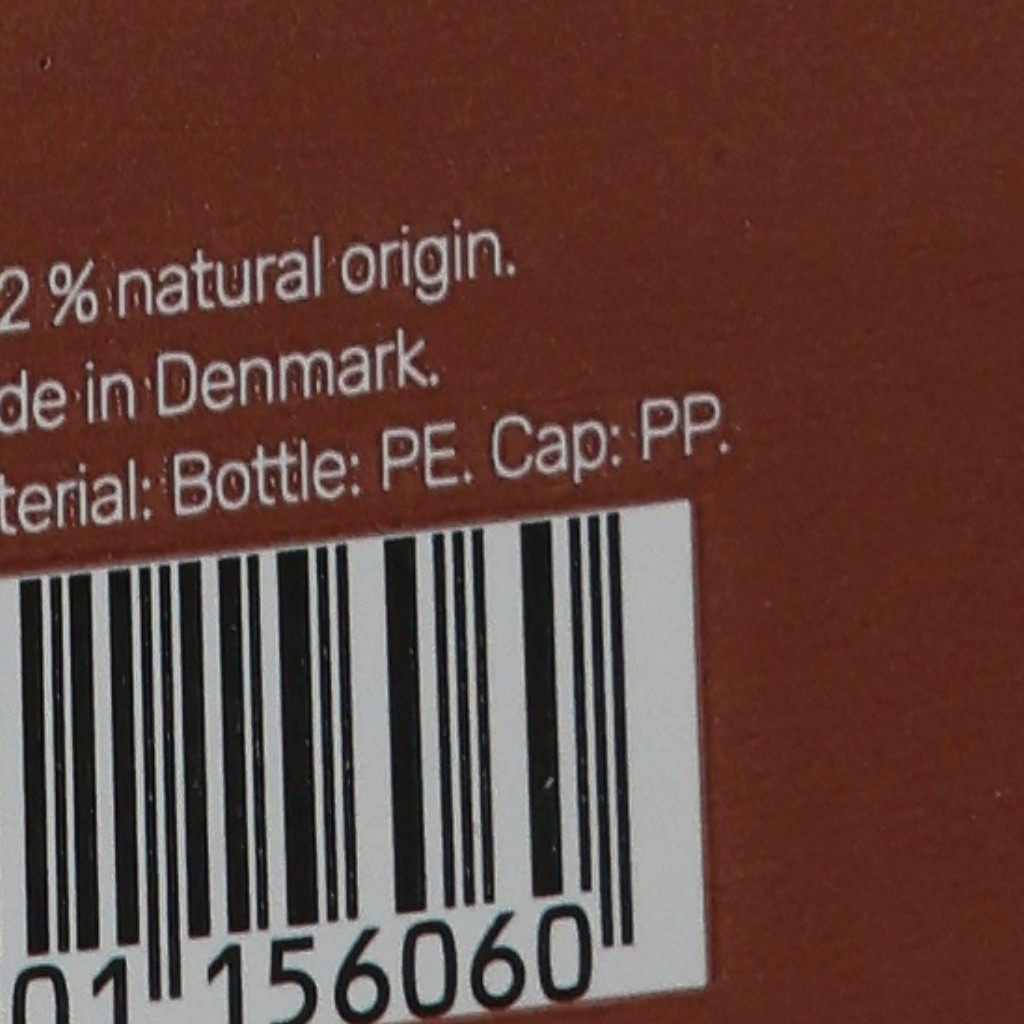 2 % natural origin.
de in Denmark.
terial: Bottle: PE. Cap: PP.
01 156060